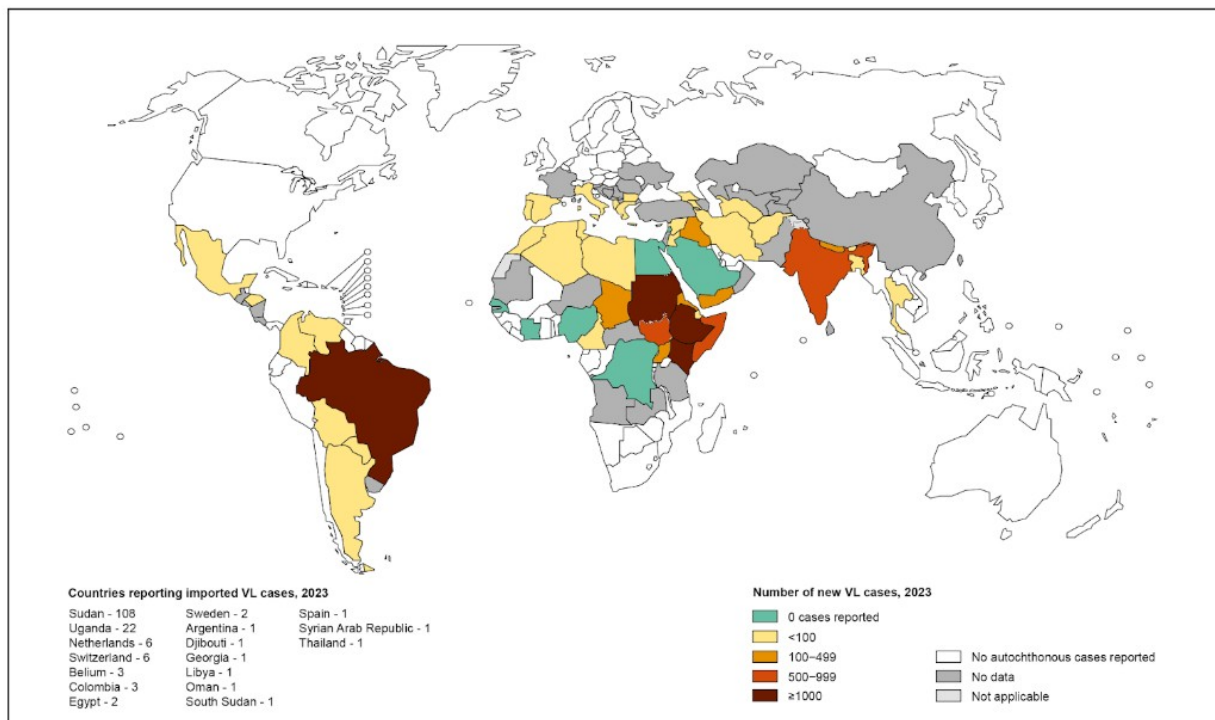 Countries reporting imported VL cases, 2023
Sudan - 108
Uganda - 22
Netherlands - 6
Switzerland - 6
Belium - 3
Colombia - 3
Egypt - 2
Sweden - 2
Argentina - 1
Djibouti - 1
Georgia - 1
Libya - 1
Oman - 1
South Sudan - 1
Spain - 1
Syrian Arab Republic - 1
Thailand - 1
Number of new VL cases, 2023
0 cases reported
<100
100–499
500–999
≥1000
No autochthonous cases reported
No data
Not applicable